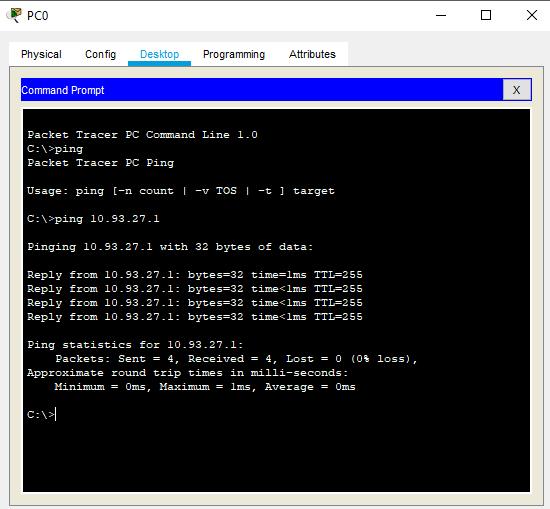 PC0
Physical Config Desktop Programming Attributes
Command Prompt
X
Packet Tracer PC Command Line 1.0
C:\>ping
Packet Tracer PC Ping
Usage: ping [-n count | -v TOS | -t ] target
C:\>ping 10.93.27.1
Pinging 10.93.27.1 with 32 bytes of data:
Reply from 10.93.27.1: bytes=32 time=1ms TTL=255
Reply from 10.93.27.1: bytes=32 time<1ms TTL=255
Reply from 10.93.27.1: bytes=32 time<1ms TTL=255
Reply from 10.93.27.1: bytes=32 time<1ms TTL=255
Ping statistics for 10.93.27.1:
Packets: Sent = 4, Received = 4, Lost = 0 (0% loss),
Approximate round trip times in milli-seconds:
Minimum = 0ms, Maximum = 1ms, Average = 0ms
C:\>